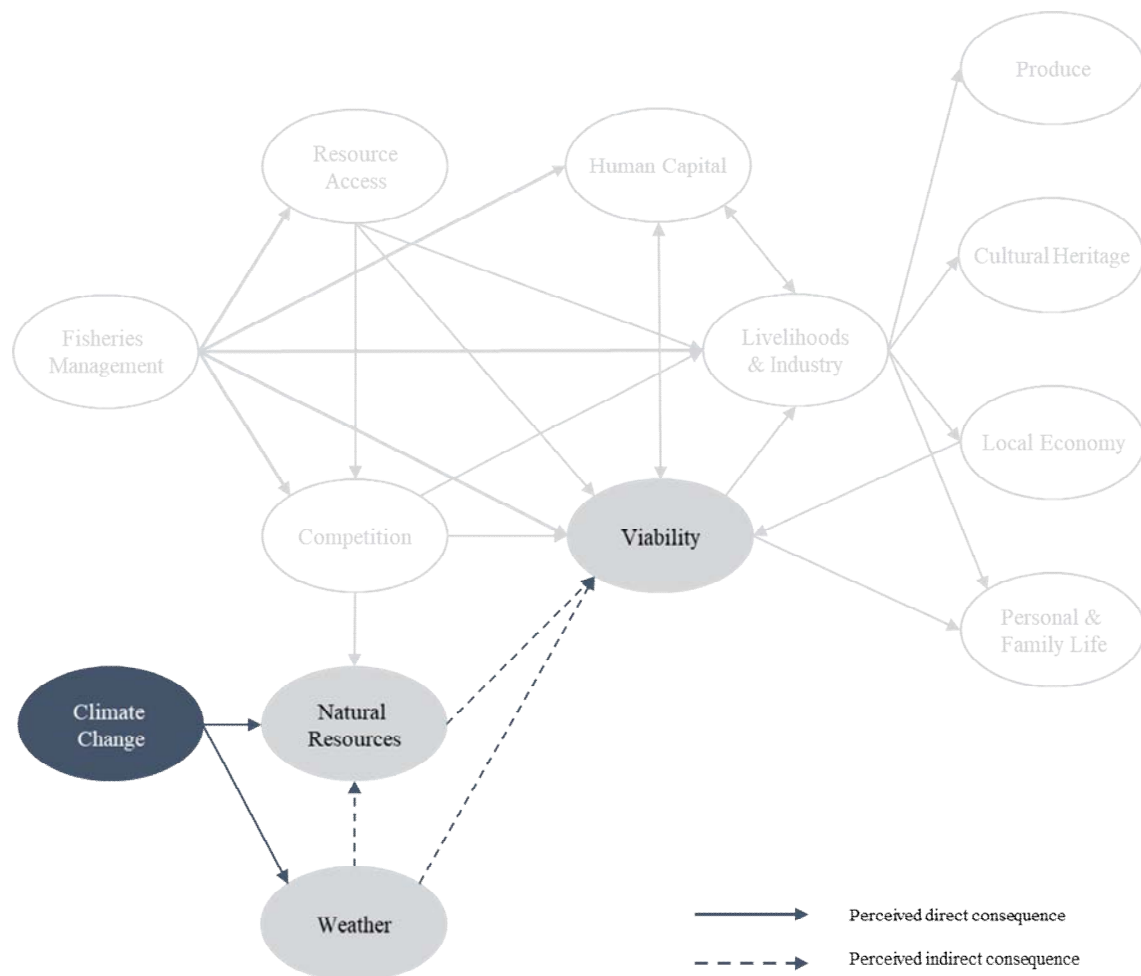 Produce
Resource
Access
Human Capital
Cultural Heritage
Fisheries
Management
Livelihoods
& Industry
Local Economy
Competition
Viability
Personal &
Family Life
Climate
Change
Natural
Resources
Weather
Perceived direct consequence
Perceived indirect consequence